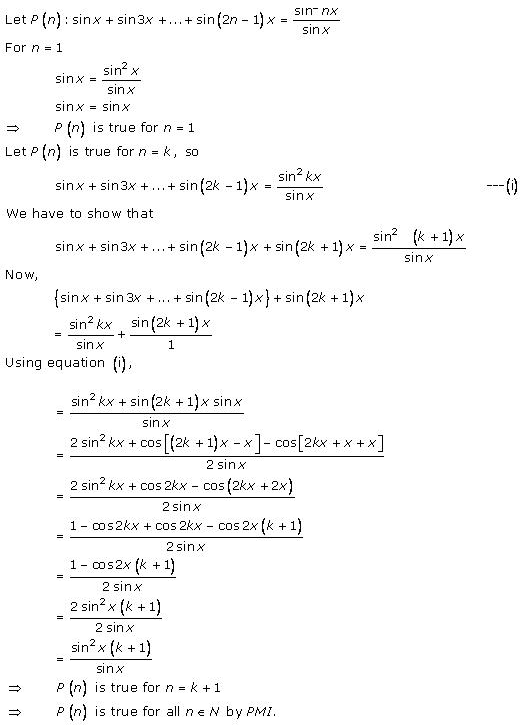 Let P(n): sin x + sin 3x + ... + sin(2n − 1)x = sin² nx / sin x
For n = 1
sin x = sin² x / sin x
sin x = sin x
⇒ P(n) is true for n = 1
Let P(n) is true for n = k, so
sin x + sin 3x + ... + sin(2k − 1)x = sin² kx / sin x ---(i)
We have to show that
sin x + sin 3x + ... + sin(2k − 1)x + sin(2k + 1)x = sin² (k + 1)x / sin x
Now,
{sin x + sin 3x + ... + sin(2k − 1)x} + sin(2k + 1)x
= sin² kx / sin x + sin(2k + 1)x / 1
Using equation (i),
= sin² kx + sin(2k + 1)x sin x / sin x
= 2 sin² kx + cos[(2k + 1)x − x] − cos[2kx + x + x] / 2 sin x
= 2 sin² kx + cos 2kx − cos(2kx + 2x) / 2 sin x
= 1 − cos 2kx + cos 2kx − cos 2x(k + 1) / 2 sin x
= 1 − cos 2x(k + 1) / 2 sin x
= 2 sin² x(k + 1) / 2 sin x
= sin² x(k + 1) / sin x
⇒ P(n) is true for n = k + 1
⇒ P(n) is true for all n ∈ N by PMI.